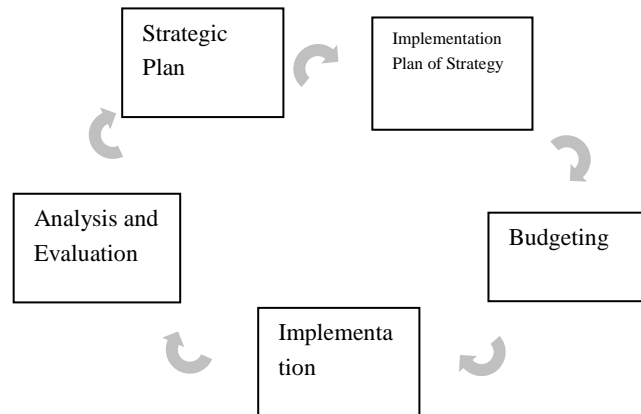 Strategic
Plan
Implementation
Plan of Strategy
Budgeting
Implementa
tion
Analysis and
Evaluation